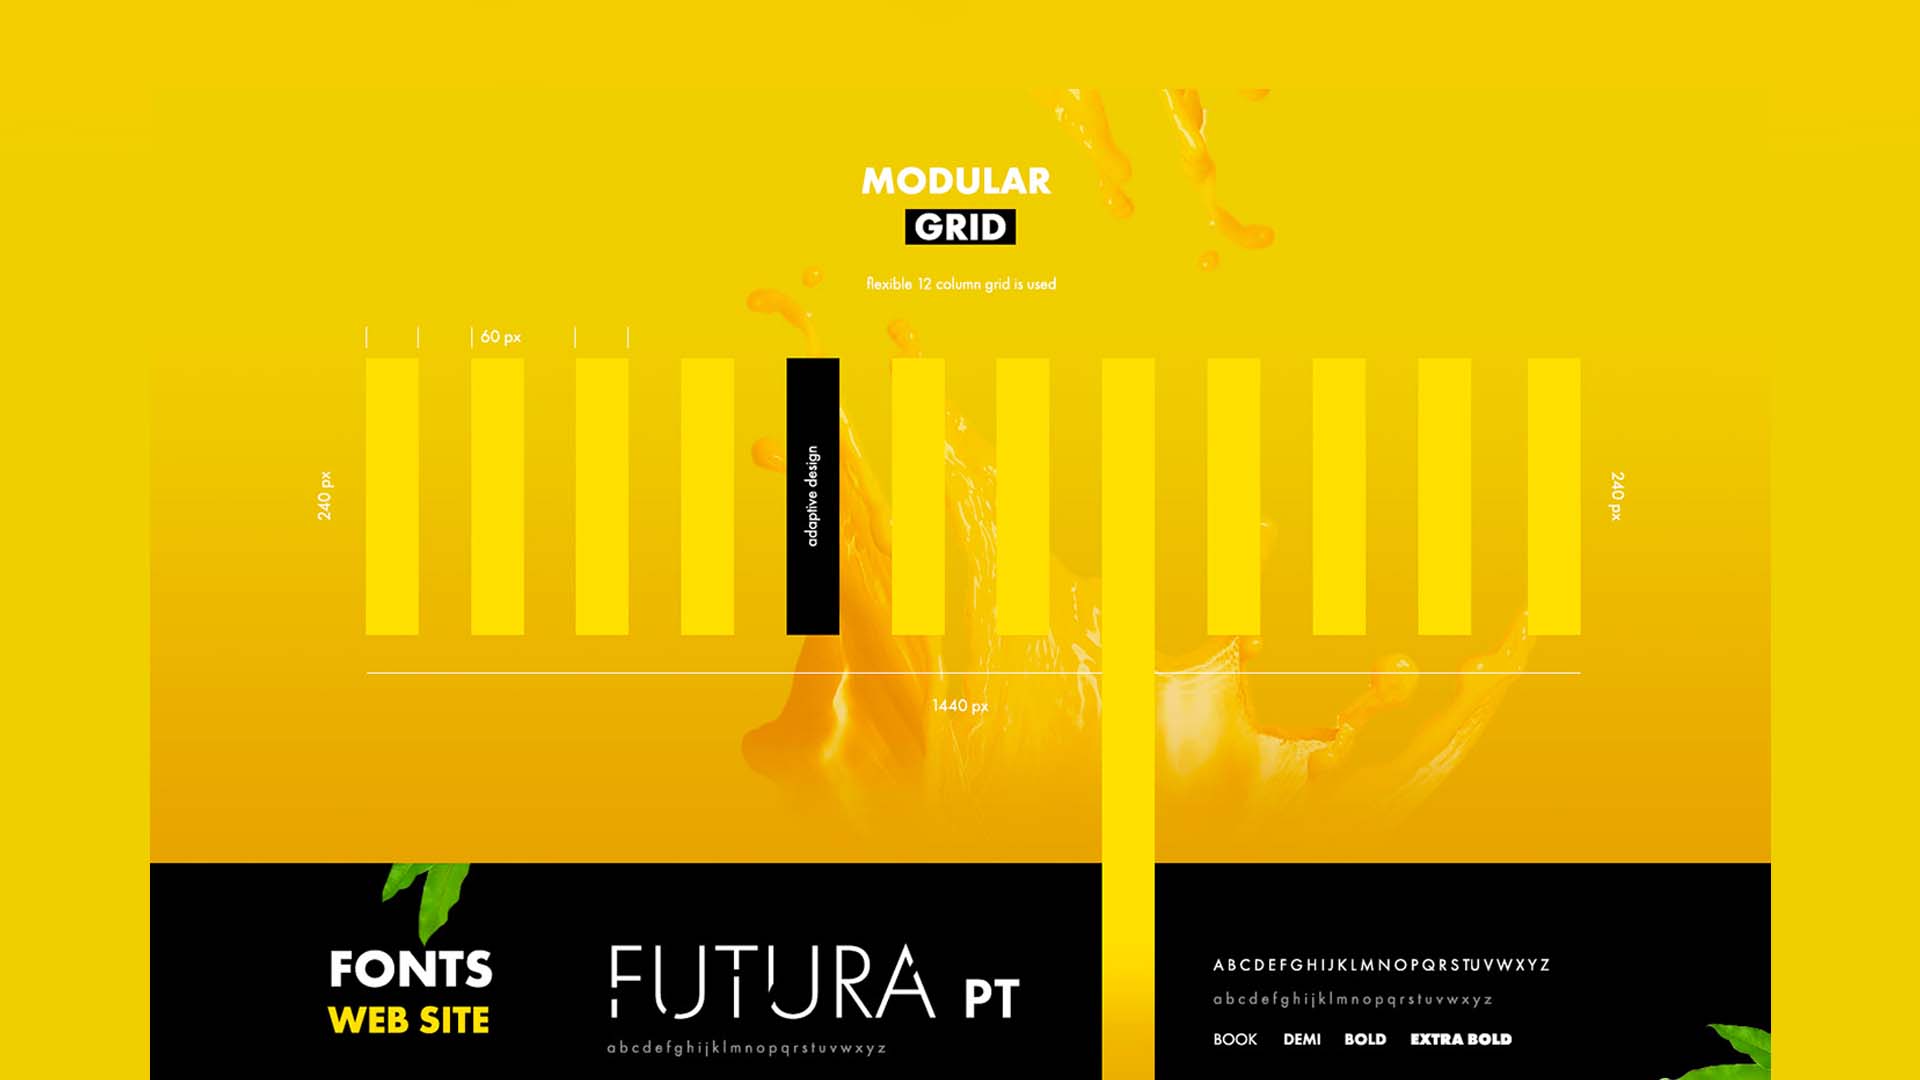 MODULAR
GRID
flexible 12 column grid is used
60 px
240 px
adaptive design
240 px
1440 px
FONTS
WEB SITE
FUTURA PT
abcdefghijklmnopqrstuvwxyz
ABCDEFGHIJKLMNOPQRSTUVWXYZ
abcdefghijklmnopqrstuvwxyz
BOOK DEMI BOLD EXTRA BOLD